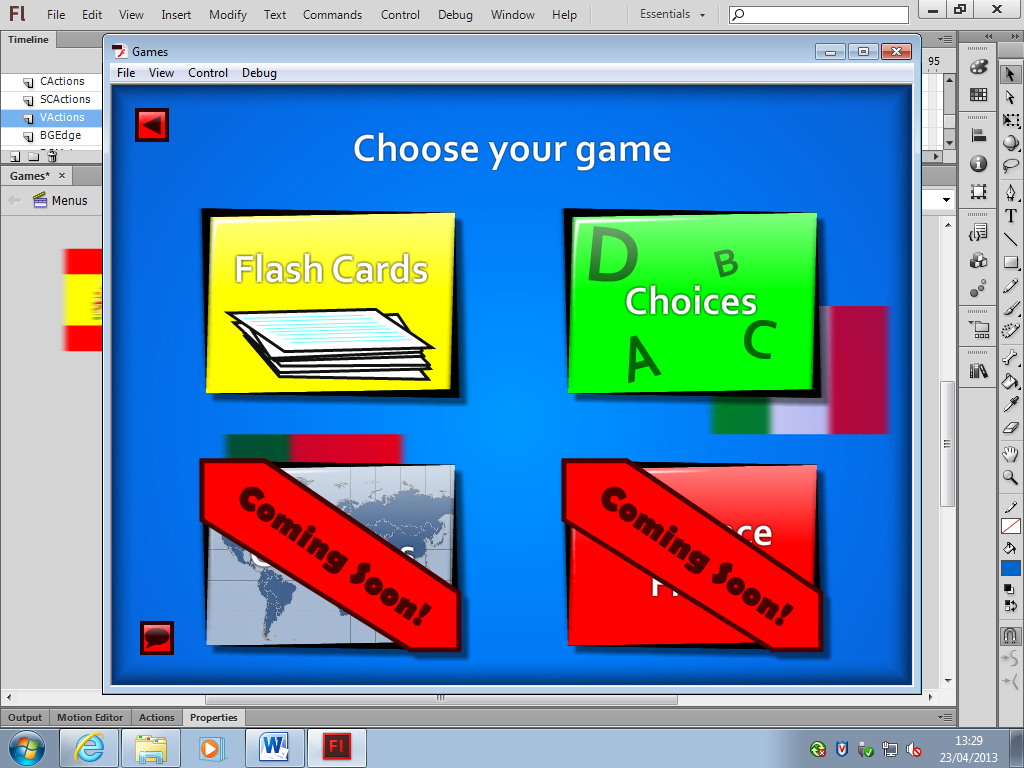 Fl File Edit View Insert Modify Text Commands Control Debug Window Help Essentials
Timeline
Games
95
File View Control Debug
CActions
SCActions
VActions
BGEdge
Games* ×
Menus
Choose your game
Flash Cards
D B
Choices
A C
Coming Soon!
Coming Soon!
Output Motion Editor Actions Properties
W Fl
13:29
23/04/2013